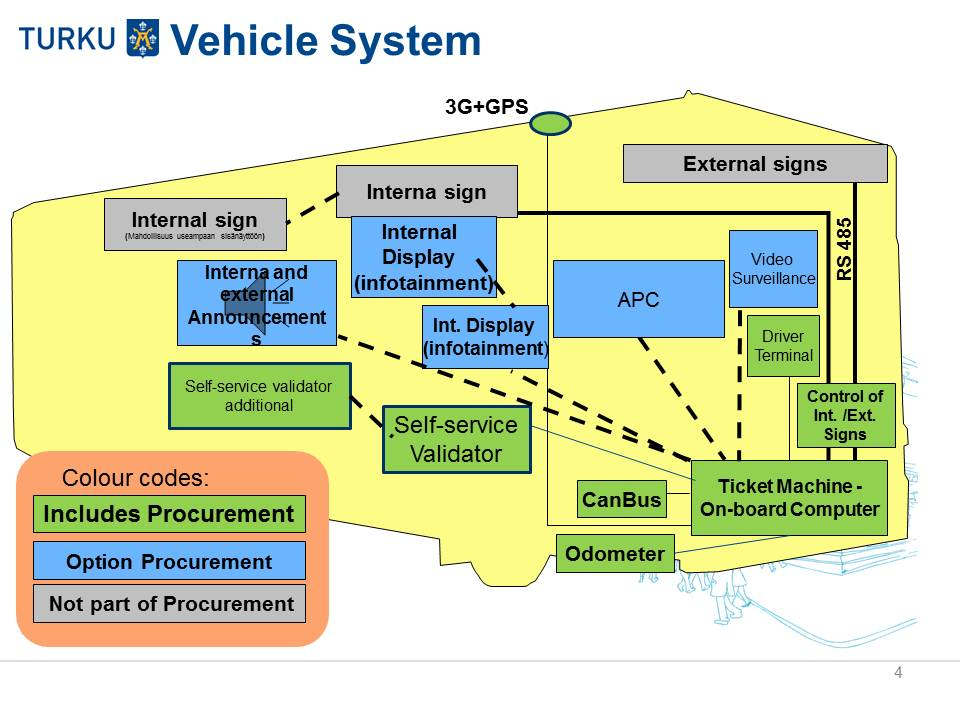 TURKU
Vehicle System
3G+GPS
External signs
Interna sign
Internal sign
(Mahdollisuus useampaan sisänäyttöön)
Internal
Display
(infotainment)
RS 485
Video
Surveillance
Interna and
external
Announcement
s
APC
Int. Display
(infotainment)
Driver
Terminal
Self-service validator
additional
Control of
Int. /Ext.
Signs
Self-service
Validator
Colour codes:
Includes Procurement
Option Procurement
Not part of Procurement
CanBus
Ticket Machine -
On-board Computer
Odometer
4